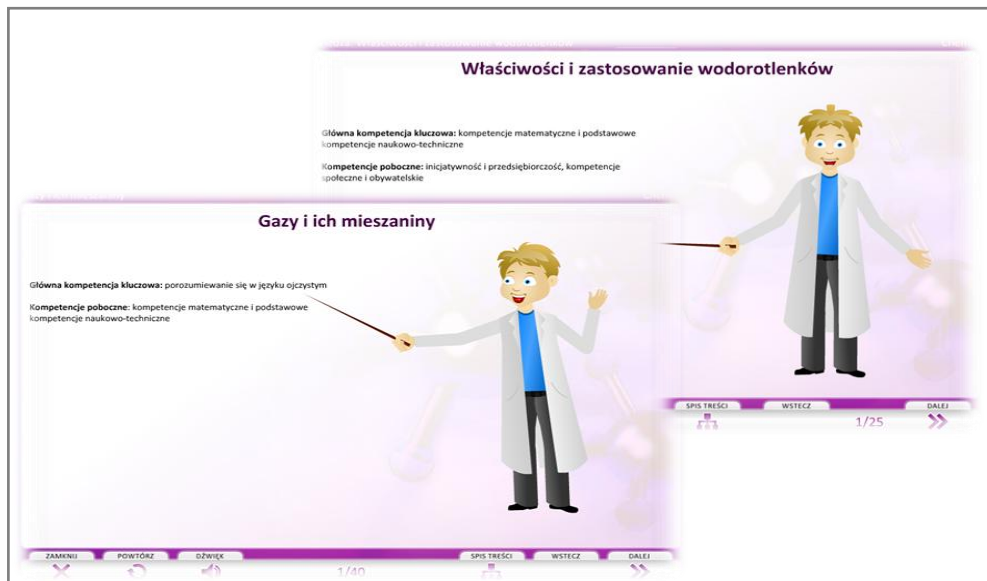 Właściwości i zastosowanie wodorotlenków
Główna kompetencja kluczowa: kompetencje matematyczne i podstawowe
kompetencje naukowo-techniczne
Kompetencje poboczne: inicjatywność i przedsiębiorczość, kompetencje
społeczne i obywatelskie
SPIS TREŚCI WSTECZ DALEJ
1/25
Gazy i ich mieszaniny
Główna kompetencja kluczowa: porozumiewanie się w języku ojczystym
Kompetencje poboczne: kompetencje matematyczne i podstawowe
kompetencje naukowo-techniczne
ZAMKNIJ POWTÓRZ DŹWIĘK SPIS TREŚCI WSTECZ DALEJ
1/40